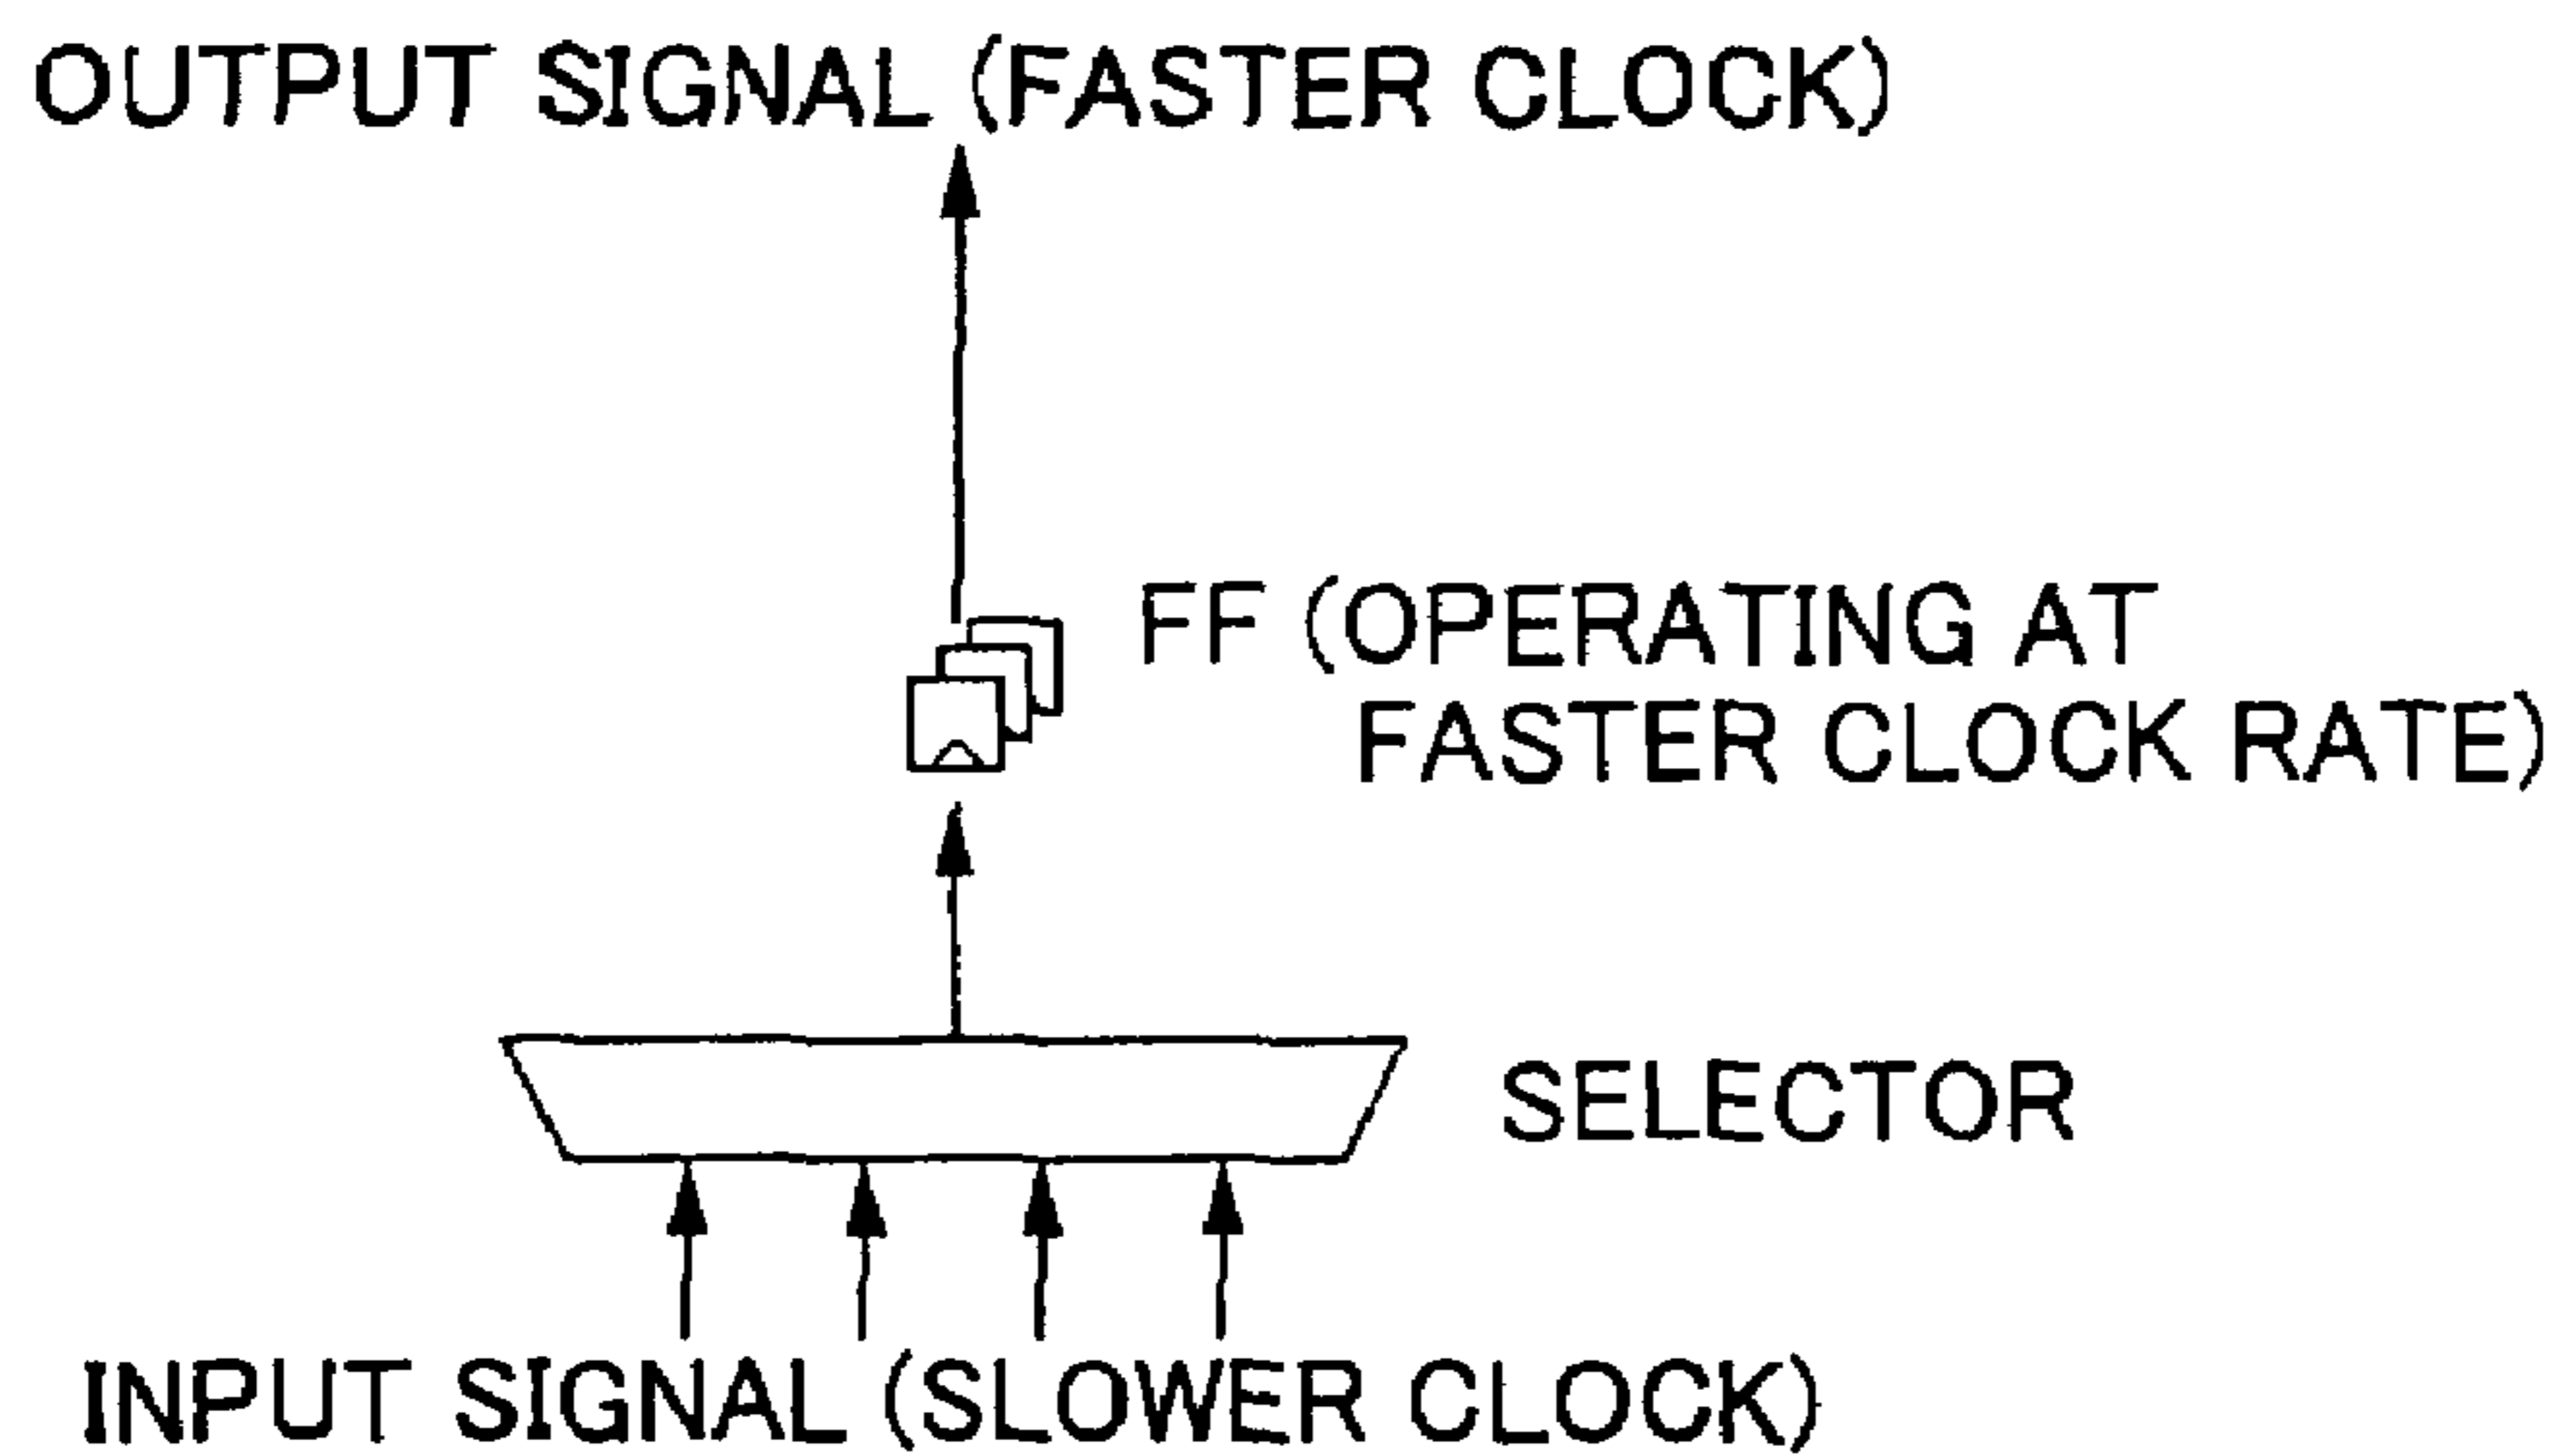 OUTPUT SIGNAL (FASTER CLOCK)
FF (OPERATING AT
FASTER CLOCK RATE)
SELECTOR
INPUT SIGNAL (SLOWER CLOCK)